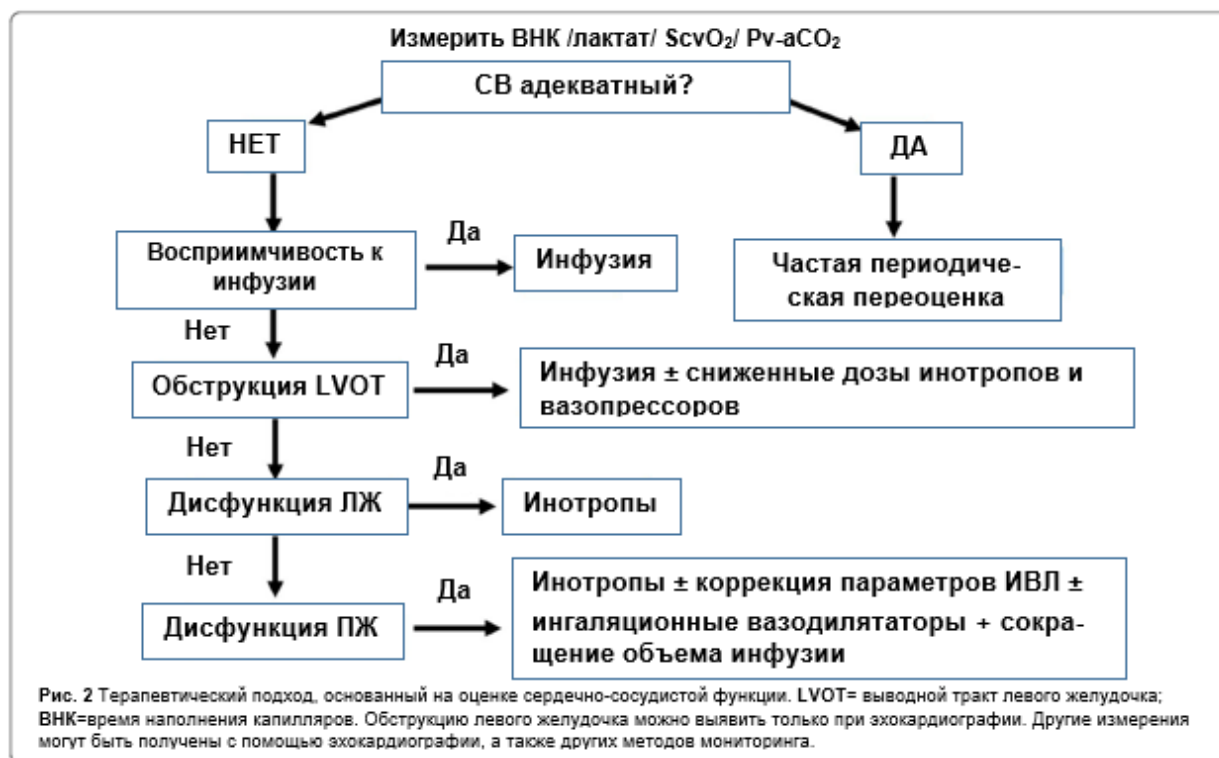 Измерить ВНК /лактат/ ScvO₂/ Pv-aCO₂
СВ адекватный?
НЕТ
ДА
Восприимчивость к
инфузии
Да
Инфузия
Частая периодиче-
ская переоценка
Нет
Обструкция LVOT
Да
Инфузия ± сниженные дозы инотропов и
вазопрессоров
Нет
Дисфункция ЛЖ
Да
Инотропы
Нет
Дисфункция ПЖ
Да
Инотропы ± коррекция параметров ИВЛ ±
ингаляционные вазодилятаторы + сокра-
щение объема инфузии
Рис. 2 Терапевтический подход, основанный на оценке сердечно-сосудистой функции. LVOT= выводной тракт левого желудочка;
ВНК=время наполнения капилляров. Обструкцию левого желудочка можно выявить только при эхокардиографии. Другие измерения
могут быть получены с помощью эхокардиографии, а также других методов мониторинга.